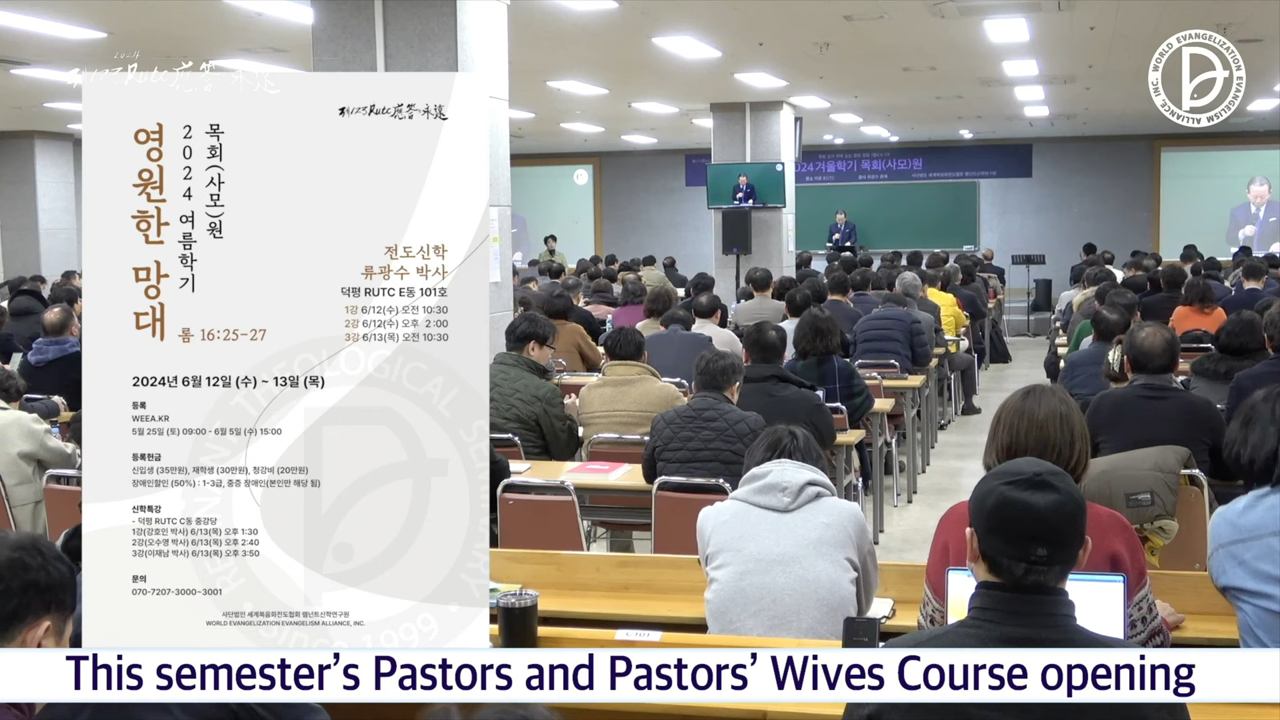 WORLD EVANGELIZATION EVANGELISM ALLIANCE, INC.
제123차 RUTC 應答 永遠
영원한 망대
목회(사모)원
2024 여름학기
롬 16:25-27
전도신학
류광수 박사
덕평 RUTC E동 101호
1강 6/12(수) 오전 10:30
2강 6/12(수) 오후 2:00
3강 6/13(목) 오전 10:30
2024년 6월 12일 (수) ~ 13일 (목)
등록
WEEA.KR
5월 25일 (토) 09:00 - 6월 5일 (수) 15:00
등록헌금
신입생 (35만원), 재학생 (30만원), 청강비 (20만원)
장애인할인 (50%) : 1-3급, 중증 장애인(본인만 해당 됨)
신학특강
- 덕평 RUTC C동 중강당
1강(강호인 박사) 6/13(목) 오후 1:30
2강(오수영 박사) 6/13(목) 오후 2:40
3강(이재남 박사) 6/13(목) 오후 3:50
문의
070-7207-3000~3001
사단법인 세계복음화전도협회 렘넌트신학연구원
WORLD EVANGELIZATION EVANGELISM ALLIANCE, INC.
REMNANT THEOLOGICAL SEMINARY
SINCE 1999
2024겨울학기 목회(사모)원
This semester's Pastors and Pastors' Wives Course opening